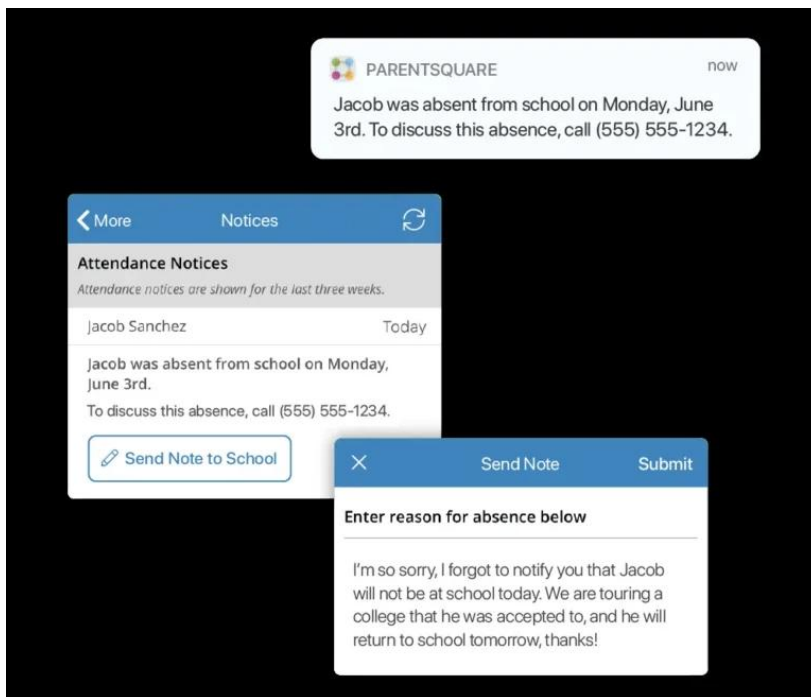 PARENTSQUARE now
Jacob was absent from school on Monday, June
3rd. To discuss this absence, call (555) 555-1234.
More Notices
Attendance Notices
Attendance notices are shown for the last three weeks.
Jacob Sanchez Today
Jacob was absent from school on Monday,
June 3rd.
To discuss this absence, call (555) 555-1234.
Send Note to School
Send Note Submit
Enter reason for absence below
I'm so sorry, I forgot to notify you that Jacob
will not be at school today. We are touring a
college that he was accepted to, and he will
return to school tomorrow, thanks!